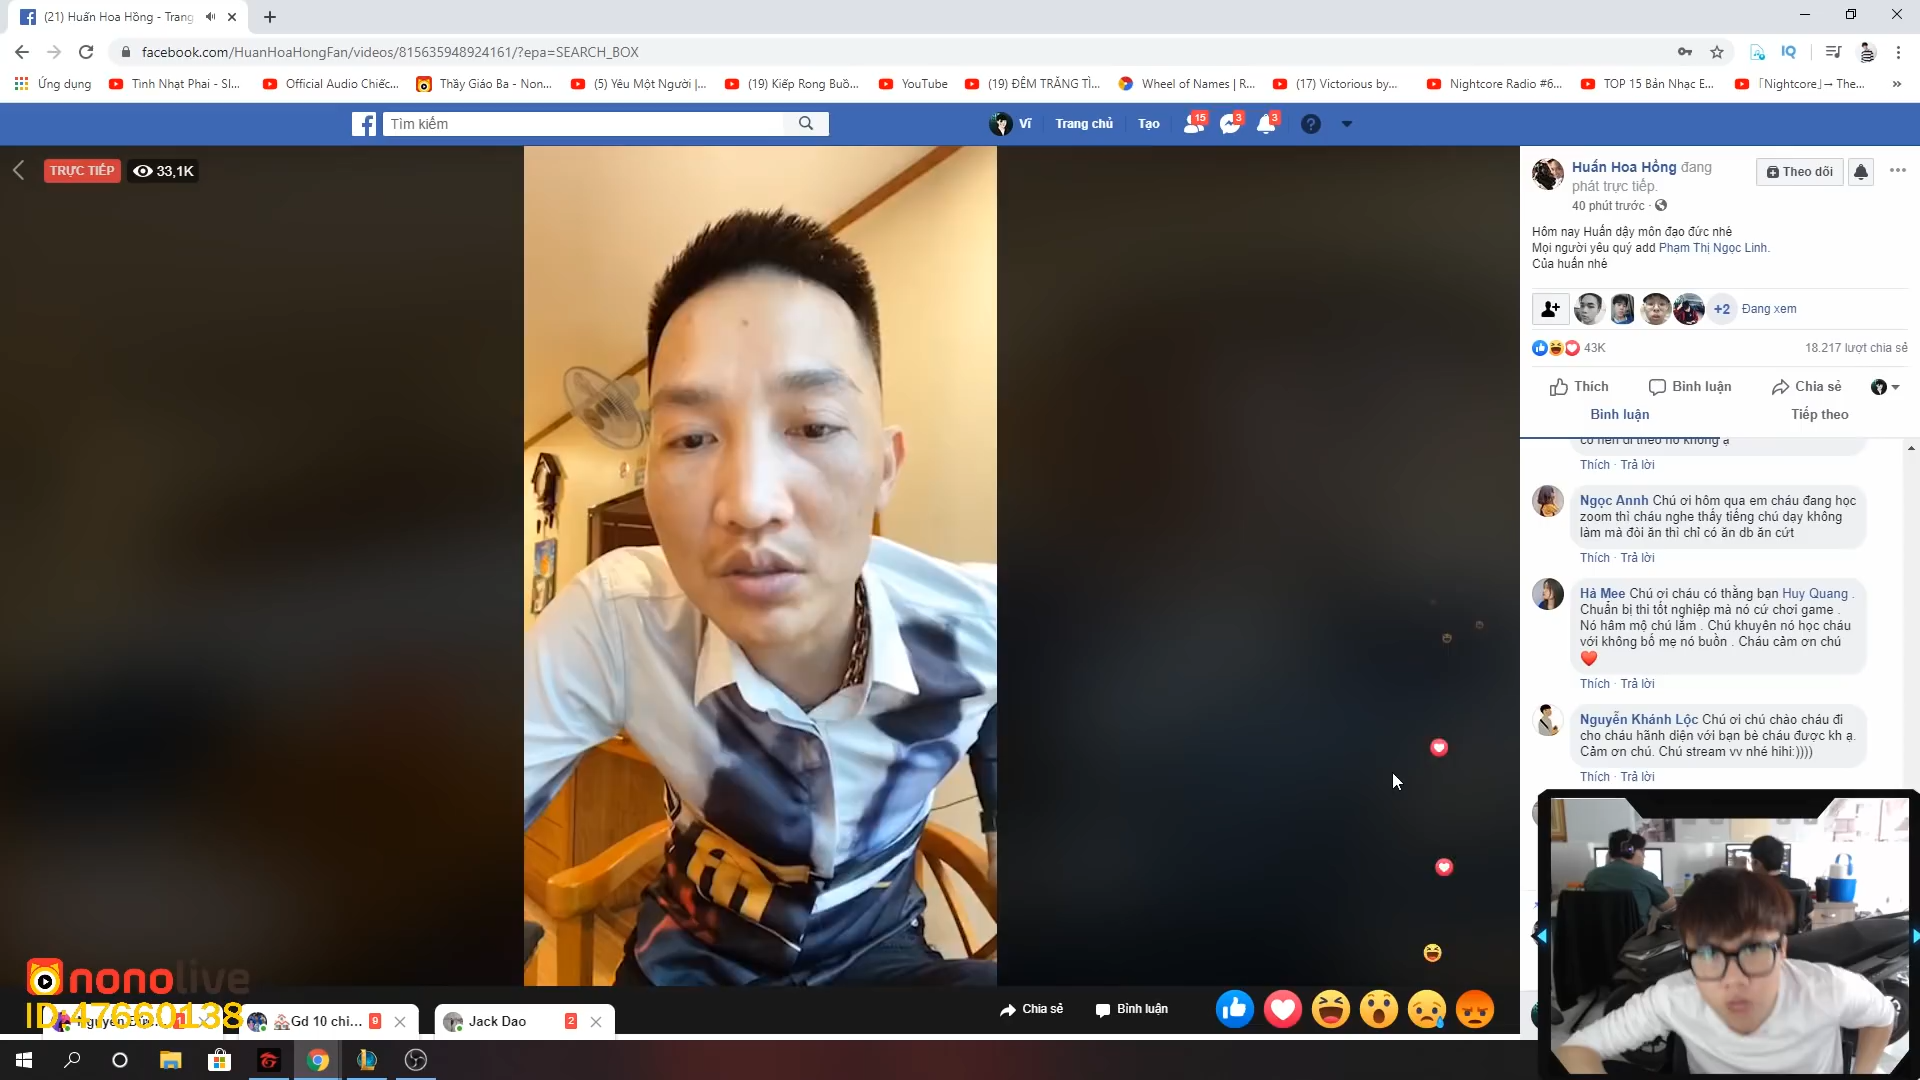 (21) Huấn Hoa Hồng - Trang
facebook.com/HuanHoaHongFan/videos/815635948924161/?epa=SEARCH_BOX
Ứng dụng
Tình Nhạt Phai - Sl...
Official Audio Chiếc...
Thầy Giáo Ba - Non...
(5) Yêu Một Người |...
(19) Kiếp Rong Buồ...
YouTube
(19) ĐÊM TRĂNG TÌ...
Wheel of Names | R...
(17) Victorious by...
Nightcore Radio #6...
TOP 15 Bản Nhạc E...
「Nightcore」→ The...
Tìm kiếm
Vĩ
Trang chủ
Tạo
15
3
3
TRỰC TIẾP
33,1K
Huấn Hoa Hồng đang
phát trực tiếp.
40 phút trước ·
Theo dõi
Hôm nay Huấn dậy môn đạo đức nhé
Mọi người yêu quý add Phạm Thị Ngọc Linh.
Của huấn nhé
+2
Đang xem
43K
18.217 lượt chia sẻ
Thích
Bình luận
Chia sẻ
Bình luận
Tiếp theo
có nên đi theo nó không ạ
Thích · Trả lời
Ngọc Annh Chú ơi hôm qua em cháu đang học
zoom thì cháu nghe thấy tiếng chú dạy không
làm mà đòi ăn thì chỉ có ăn db ăn cứt
Thích · Trả lời
Hà Mee Chú ơi cháu có thằng bạn Huy Quang .
Chuẩn bị thi tốt nghiệp mà nó cứ chơi game .
Nó hâm mộ chú lắm . Chú khuyên nó học cháu
với không bố mẹ nó buồn . Cháu cảm ơn chú
Thích · Trả lời
Nguyễn Khánh Lộc Chú ơi chú chào cháu đi
cho cháu hãnh diện với bạn bè cháu được kh ạ.
Cảm ơn chú. Chú stream vv nhé hihi:))))
Thích · Trả lời
nonolive
ID:47660138
Gd 10 chi...
9
Jack Dao
2
Chia sẻ
Bình luận